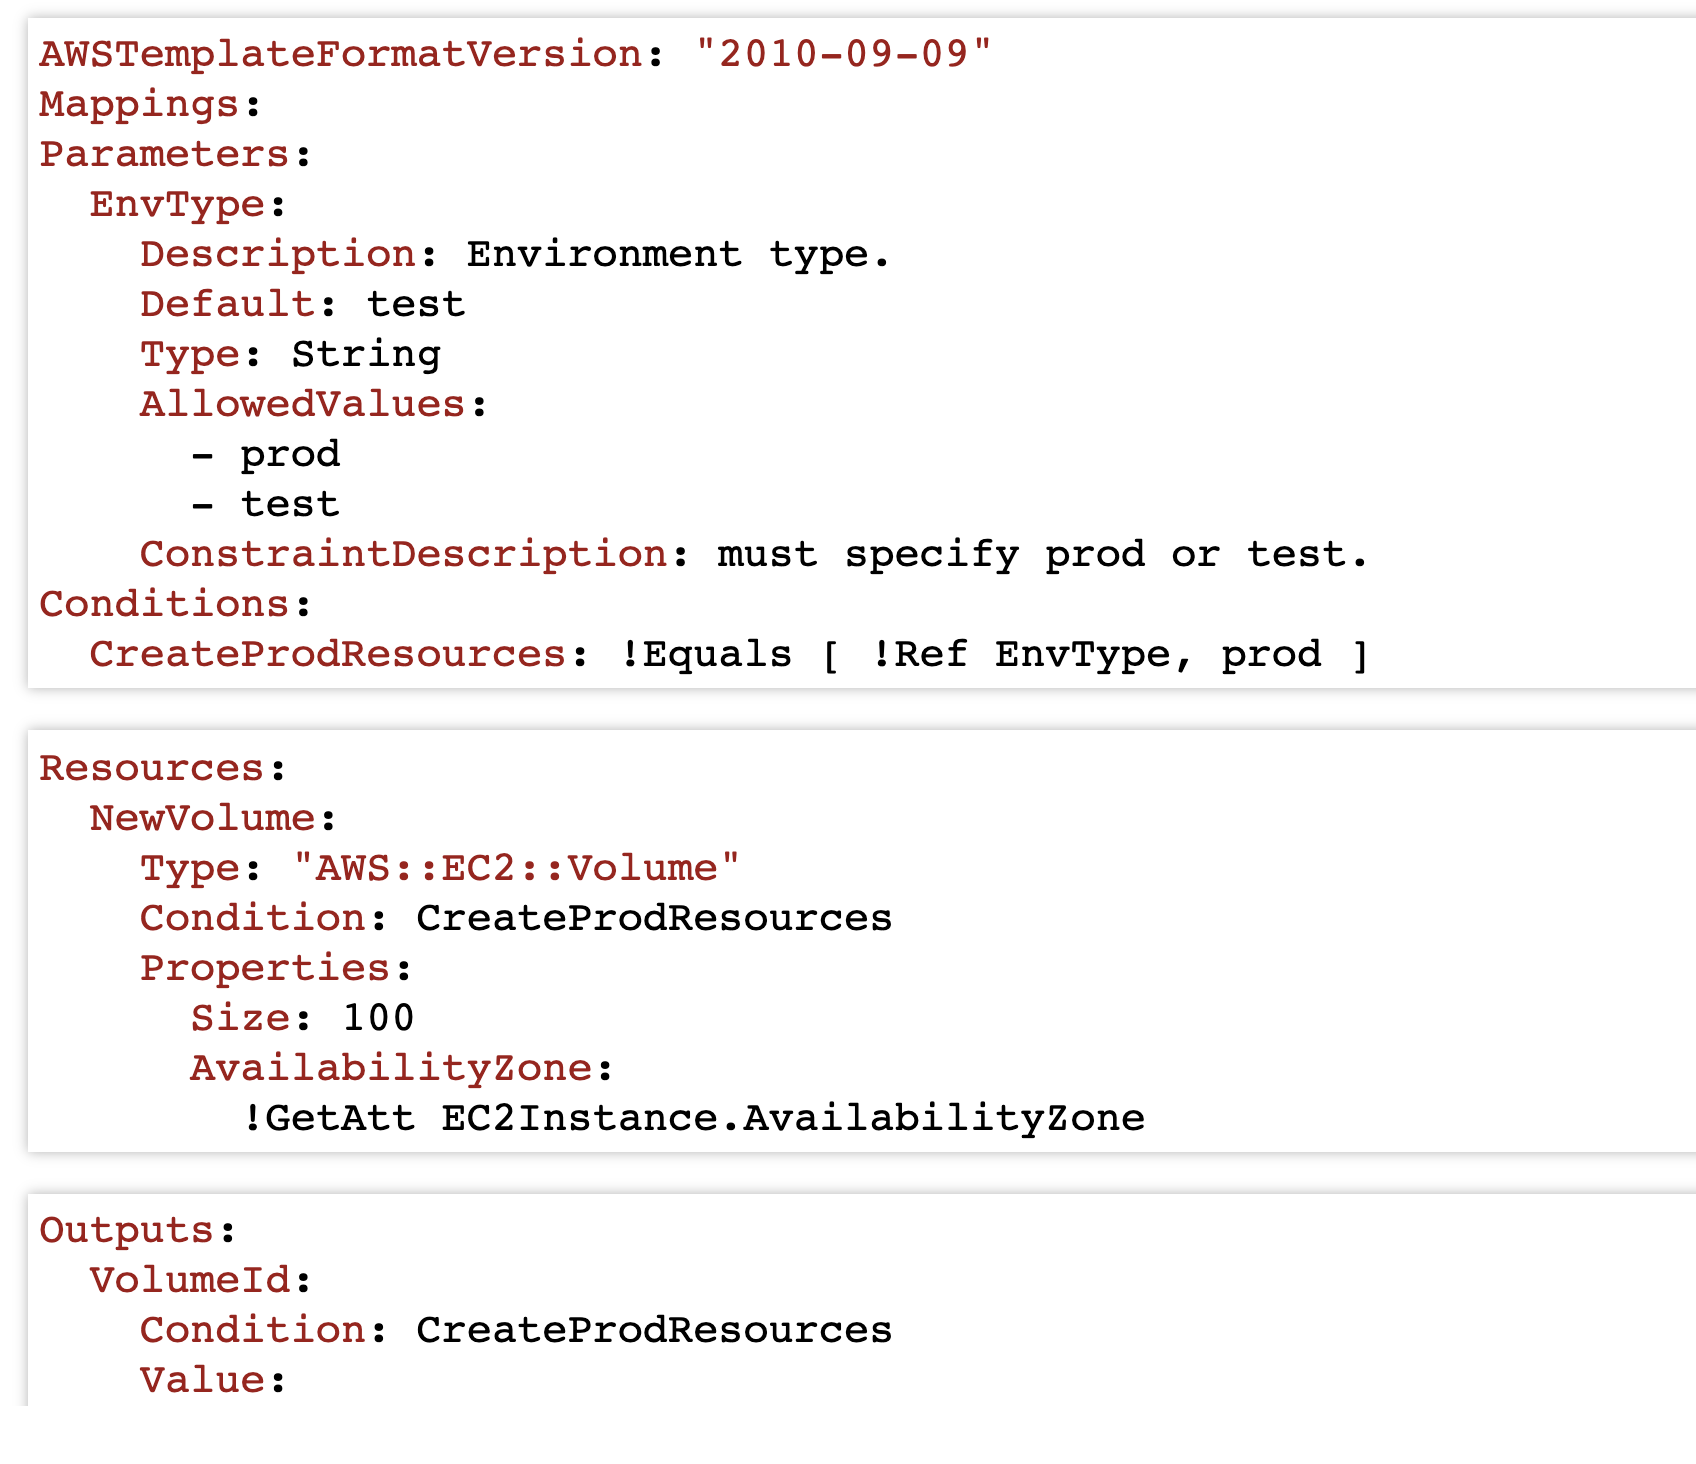 AWSTemplateFormatVersion: "2010-09-09"
Mappings:
Parameters:
  EnvType:
    Description: Environment type.
    Default: test
    Type: String
    AllowedValues:
      - prod
      - test
    ConstraintDescription: must specify prod or test.
Conditions:
  CreateProdResources: !Equals [ !Ref EnvType, prod ]
Resources:
  NewVolume:
    Type: "AWS::EC2::Volume"
    Condition: CreateProdResources
    Properties:
      Size: 100
      AvailabilityZone:
        !GetAtt EC2Instance.AvailabilityZone
Outputs:
  VolumeId:
    Condition: CreateProdResources
    Value: